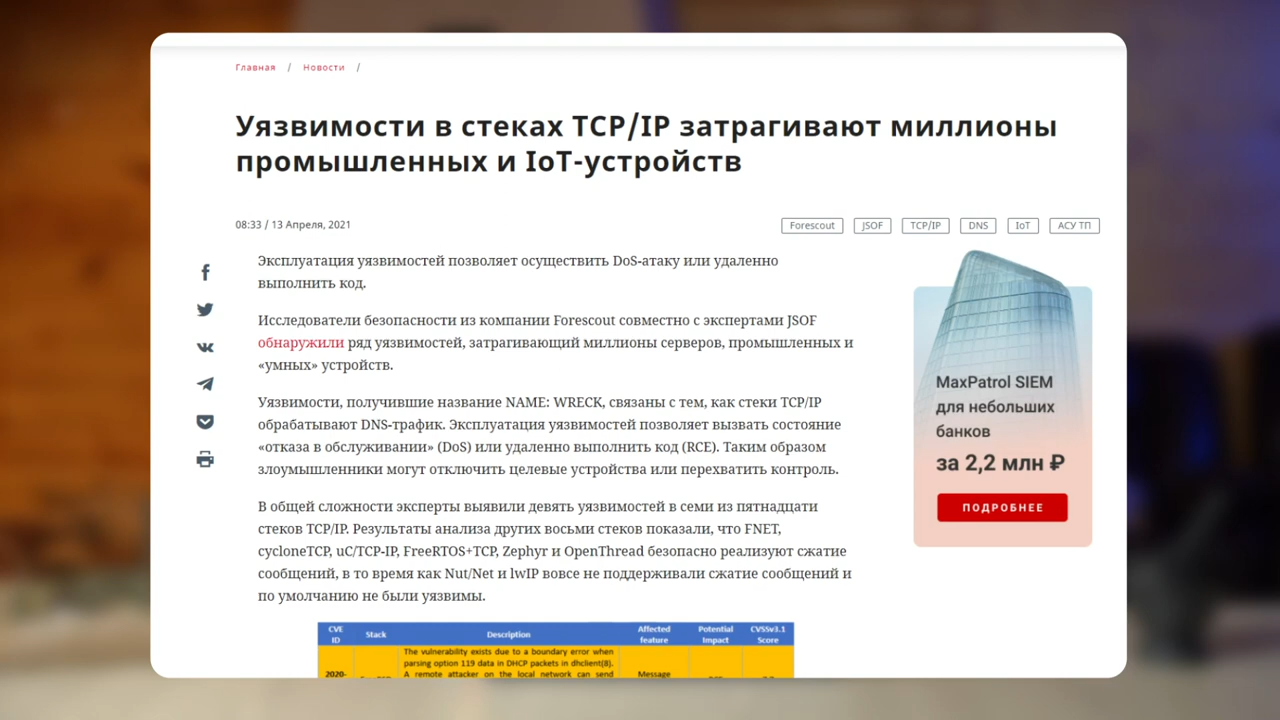 Главная / Новости /
Уязвимости в стеках TCP/IP затрагивают миллионы
промышленных и IoT-устройств
08:33 / 13 Апреля, 2021
Forescout JSOF TCP/IP DNS IoT АСУ ТП
Эксплуатация уязвимостей позволяет осуществить DoS-атаку или удаленно
выполнить код.
Исследователи безопасности из компании Forescout совместно с экспертами JSOF
обнаружили ряд уязвимостей, затрагивающий миллионы серверов, промышленных и
«умных» устройств.
Уязвимости, получившие название NAME: WRECK, связаны с тем, как стеки TCP/IP
обрабатывают DNS-трафик. Эксплуатация уязвимостей позволяет вызвать состояние
«отказа в обслуживании» (DoS) или удаленно выполнить код (RCE). Таким образом
злоумышленники могут отключить целевые устройства или перехватить контроль.
В общей сложности эксперты выявили девять уязвимостей в семи из пятнадцати
стеков TCP/IP. Результаты анализа других восьми стеков показали, что FNET,
cycloneTCP, uC/TCP-IP, FreeRTOS+TCP, Zephyr и OpenThread безопасно реализуют сжатие
сообщений, в то время как Nut/Net и lwIP вовсе не поддерживали сжатие сообщений и
по умолчанию не были уязвимы.
MaxPatrol SIEM
для небольших
банков
за 2,2 млн ₽
ПОДРОБНЕЕ
CVE ID Stack Description Affected feature Potential Impact CVSSv3.1 Score
The vulnerability exists due to a boundary error when
parsing option 119 data in DHCP packets in dhclient(8).
A remote attacker on the local network can send
2020- Message